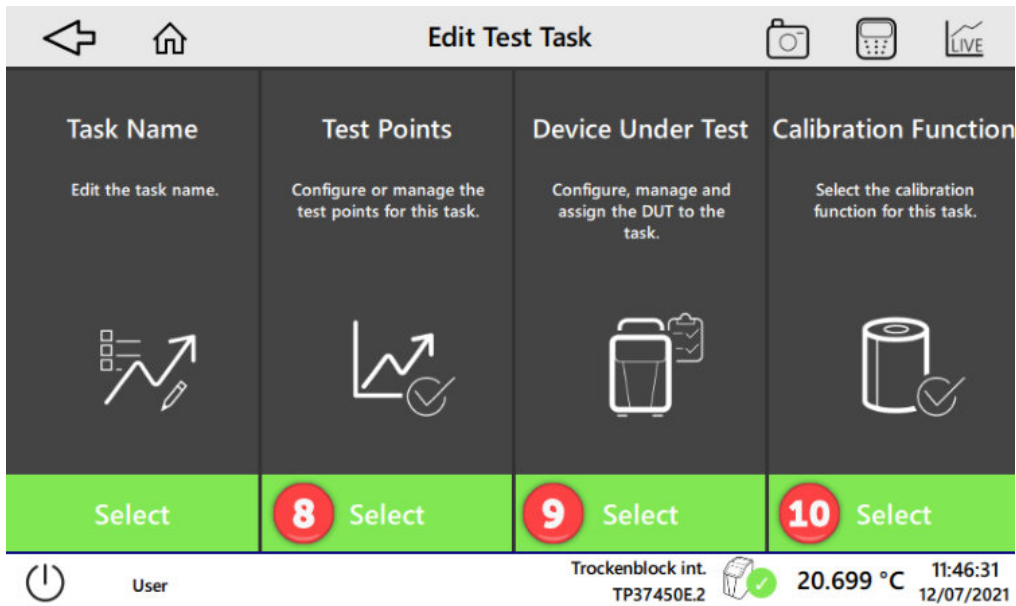 Edit Test Task
LIVE
Task Name
Edit the task name.
Select
Test Points
Configure or manage the
test points for this task.
8 Select
Device Under Test
Configure, manage and
assign the DUT to the
task.
9 Select
Calibration Function
Select the calibration
function for this task.
10 Select
User
Trockenblock int.
TP37450E.2
20.699 °C
11:46:31
12/07/2021